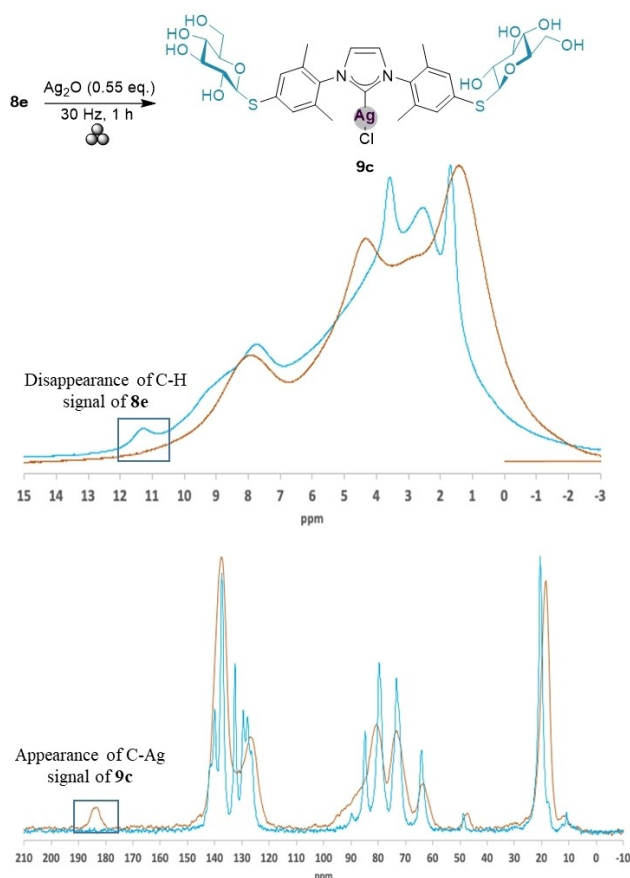 HO
HO
HO
HO
OH
O
S
N
N
Ag
Cl
9c
S
HO
O
HO
HO
OH
OH
8e
Ag2O (0.55 eq.)
30 Hz, 1 h
Disappearance of C-H
signal of 8e
15 14 13 12 11 10 9 8 7 6 5 4 3 2 1 0 -1 -2 -3
ppm
Appearance of C-Ag
signal of 9c
210 200 190 180 170 160 150 140 130 120 110 100 90 80 70 60 50 40 30 20 10 0 -10
ppm